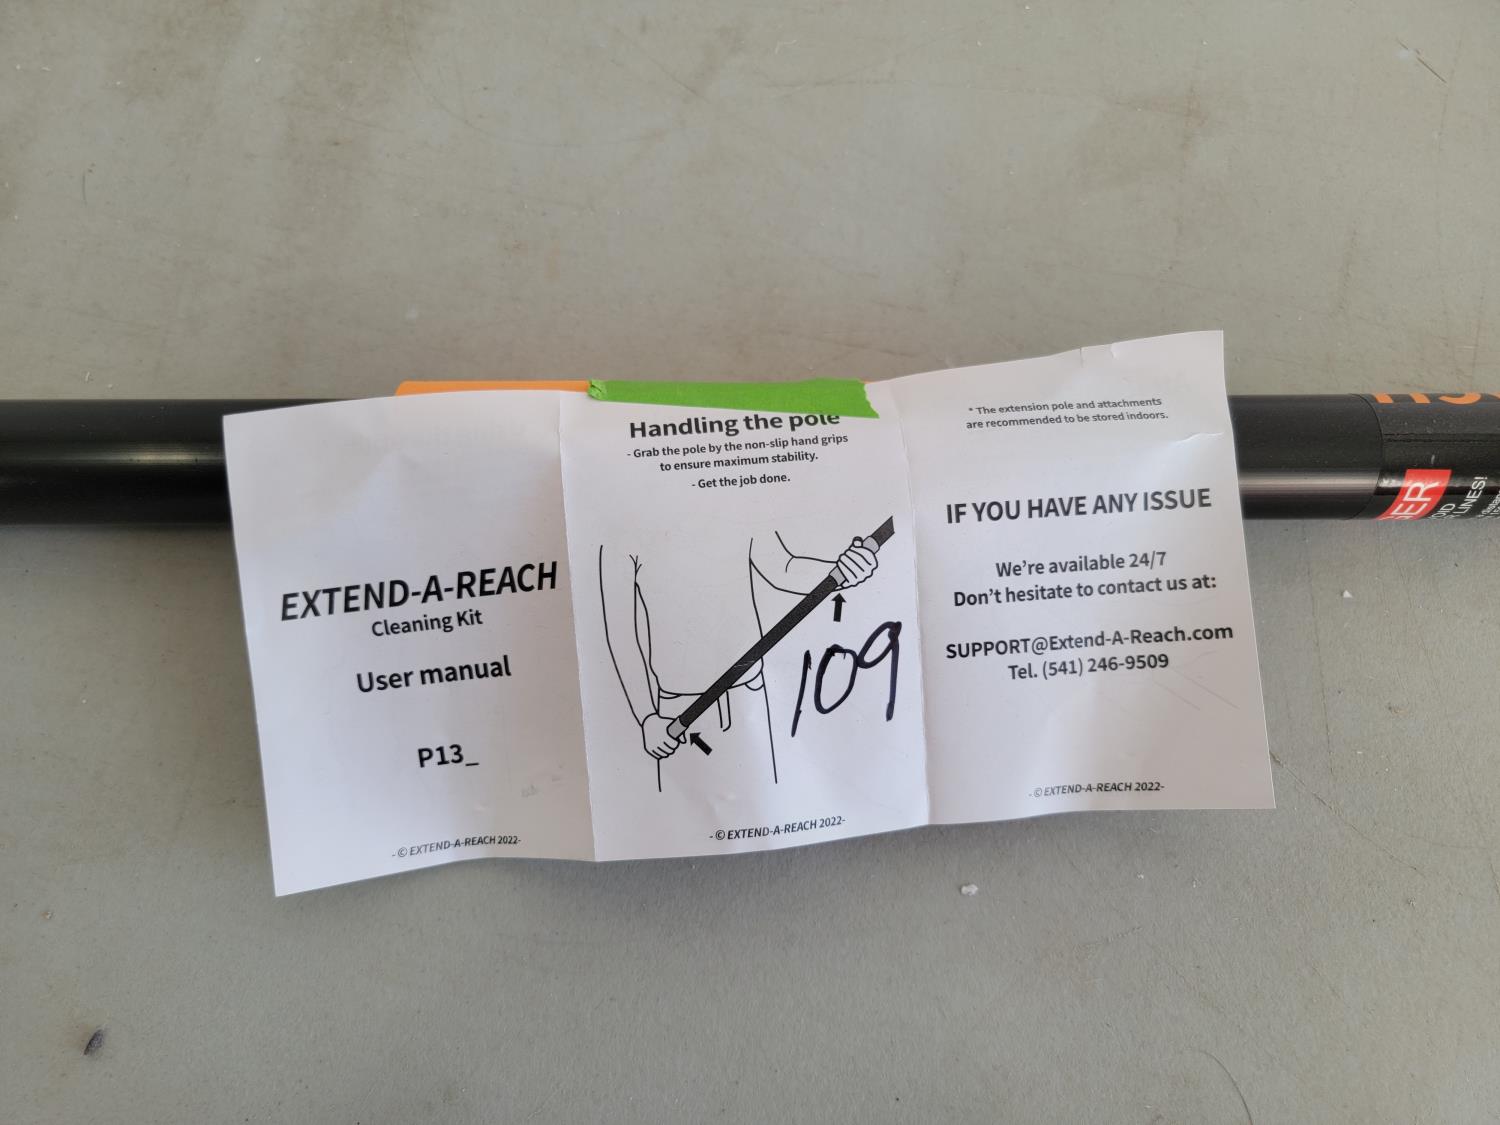 EXTEND-A-REACH
Cleaning Kit
User manual
P13_
- © EXTEND-A-REACH 2022-
Handling the pole
- Grab the pole by the non-slip hand grips
to ensure maximum stability.
- Get the job done.
109
- © EXTEND-A-REACH 2022-
* The extension pole and attachments
are recommended to be stored indoors.
IF YOU HAVE ANY ISSUE
We're available 24/7
Don't hesitate to contact us at:
SUPPORT@Extend-A-Reach.com
Tel. (541) 246-9509
- © EXTEND-A-REACH 2022-
LINES!